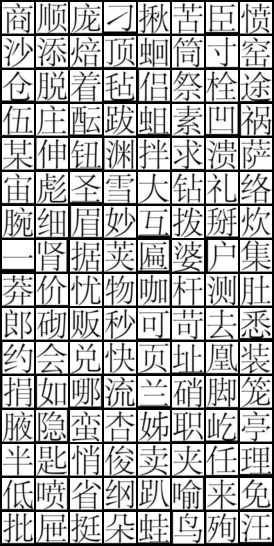 商顺庞刁揪苦臣愤
沙添焙顶蛔筒寸窑
仓脱着毡侣祭栓途
伍庄酝跋蛆素凹祸
某伸钮渊拌求溃萨
宙彪圣雪大钻礼络
腕细眉妙互拨掰炊
一肾据荚匾婆户集
莽价忧物咖杆测肚
郎砌贩秒可苛去悉
约会兑快页址凰装
捐如哪流兰硝脚笼
腋隐蛮杏姊职屹亭
半匙悄俊卖夹任理
低喷省纲趴喻来免
批屉挺朵蛙鸟殉汪